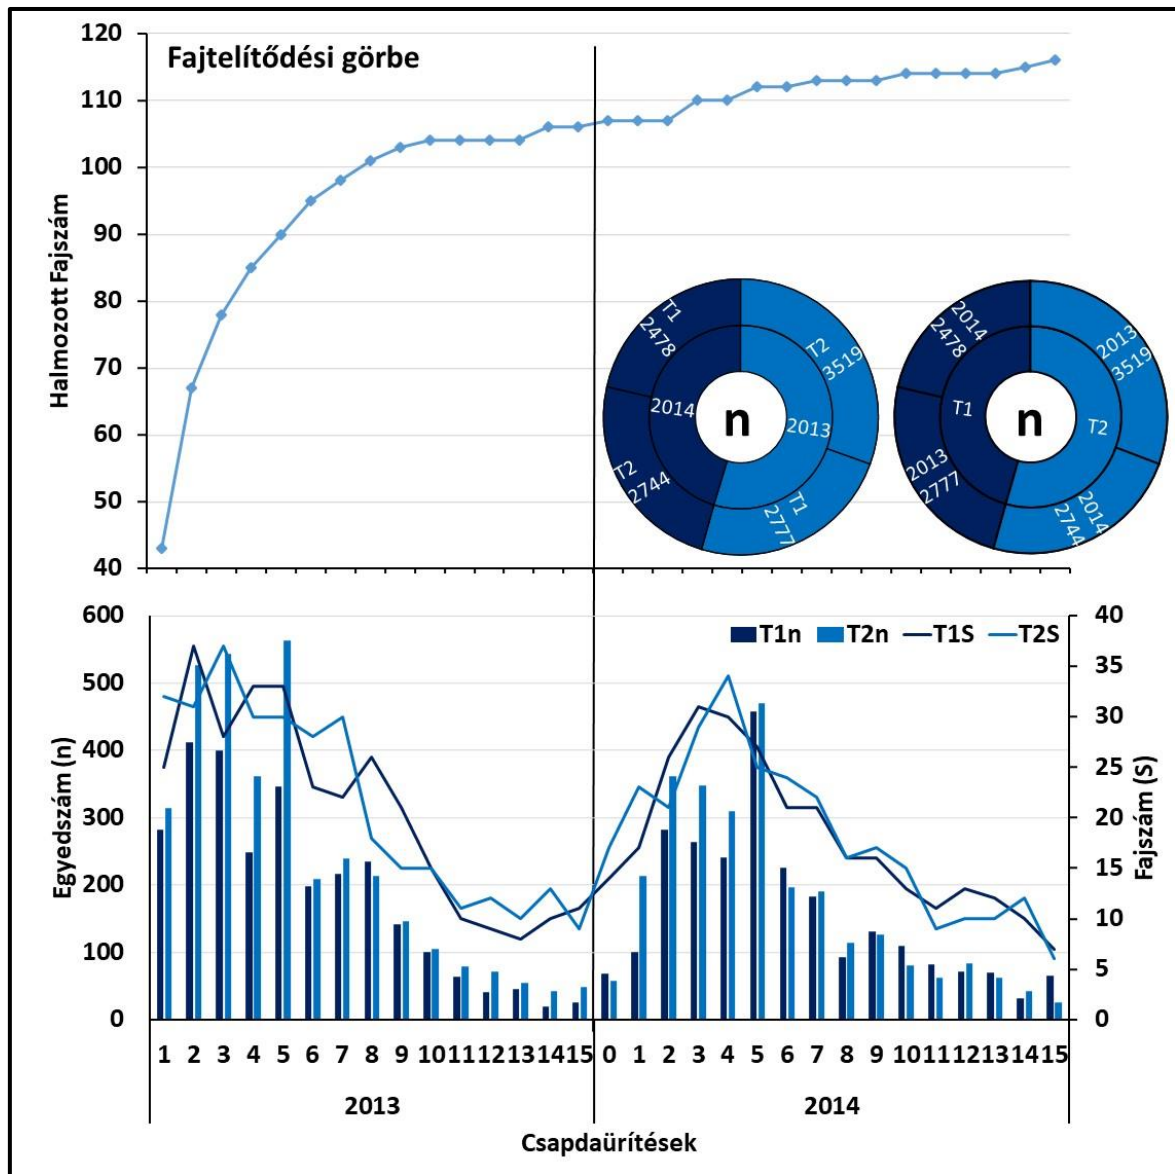 Fajtelítődési görbe
Halmozott Fajszám
120
110
100
90
80
70
60
50
40
T1
2478
T2
3519
2014
n
2013
T2
2744
T1
2777
2014
2478
2013
3519
T1
n
T2
2013
2777
2014
2744
T1n T2n T1S T2S
Egyedszám (n)
600
500
400
300
200
100
0
Fajszám (S)
40
35
30
25
20
15
10
5
0
1 2 3 4 5 6 7 8 9 10 11 12 13 14 15 0 1 2 3 4 5 6 7 8 9 10 11 12 13 14 15
2013 2014
Csapdaürítések